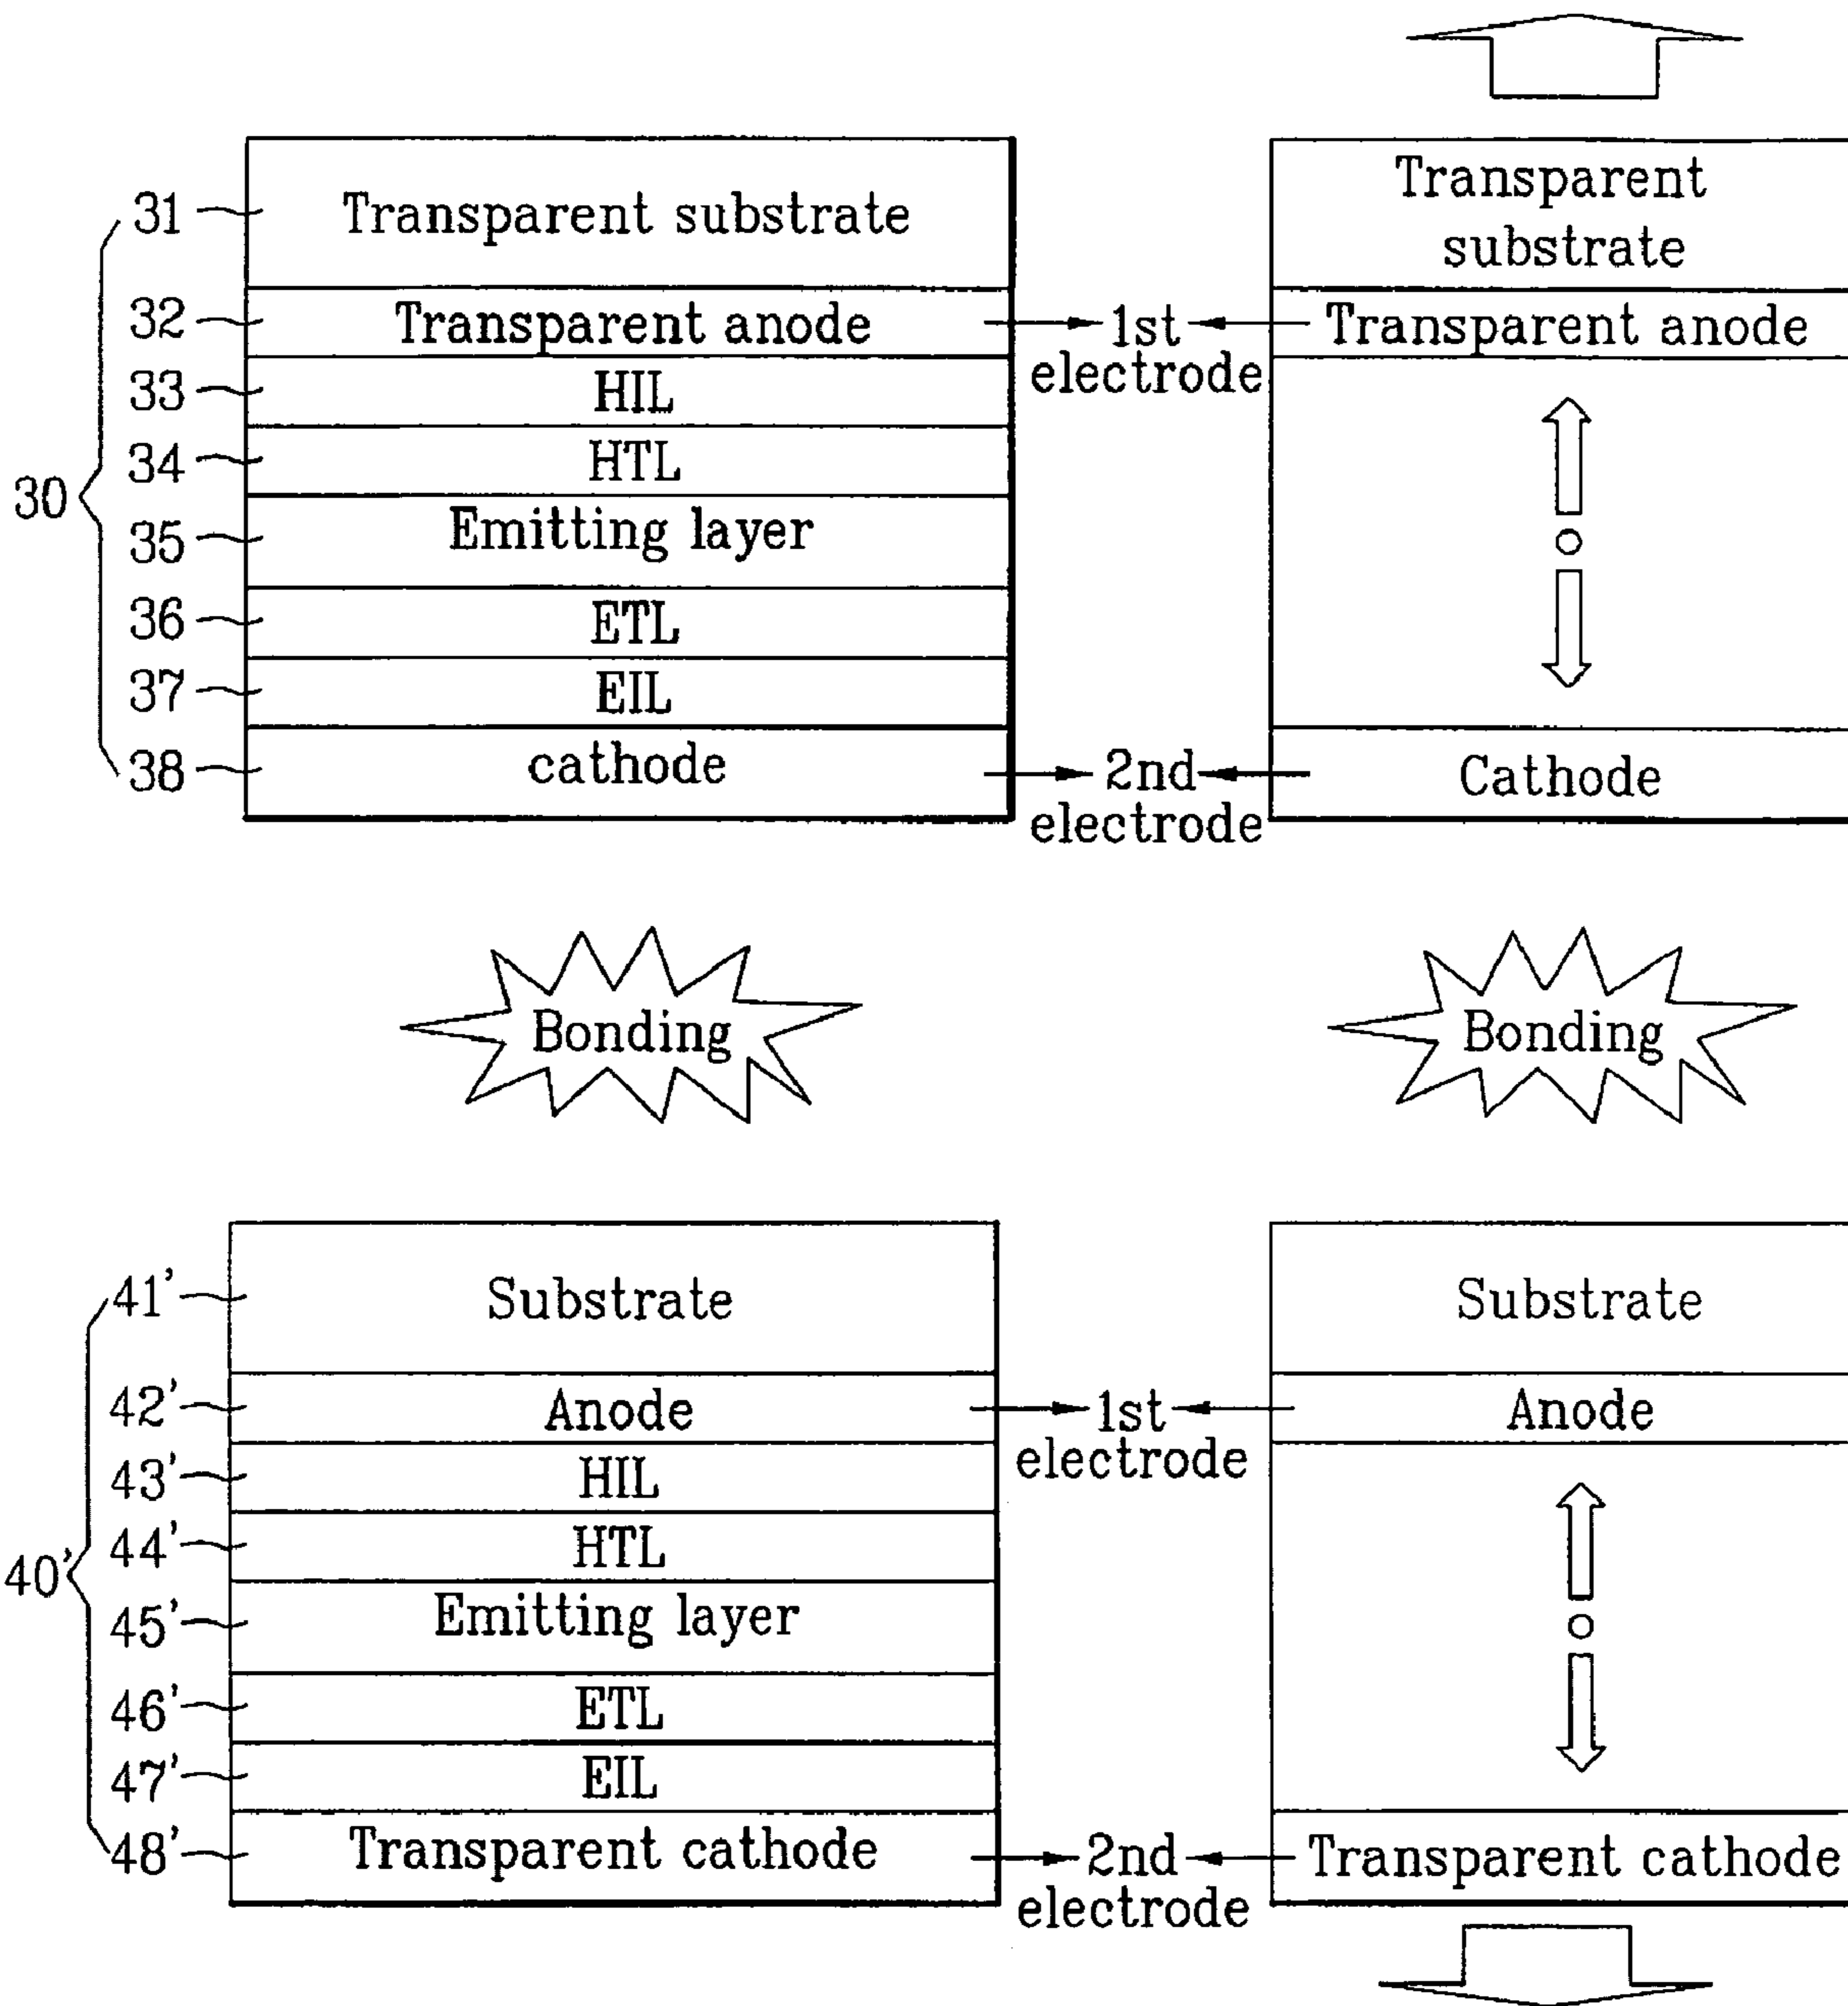 31
Transparent substrate
Transparent
substrate
32
Transparent anode
1st
electrode
Transparent anode
33
HIL
34
HTL
30
35
Emitting layer
36
ETL
37
EIL
38
cathode
2nd
electrode
Cathode
Bonding
Bonding
41'
Substrate
Substrate
42'
Anode
1st
electrode
Anode
43'
HIL
44'
HTL
40'
45'
Emitting layer
46'
ETL
47'
EIL
48'
Transparent cathode
2nd
electrode
Transparent cathode